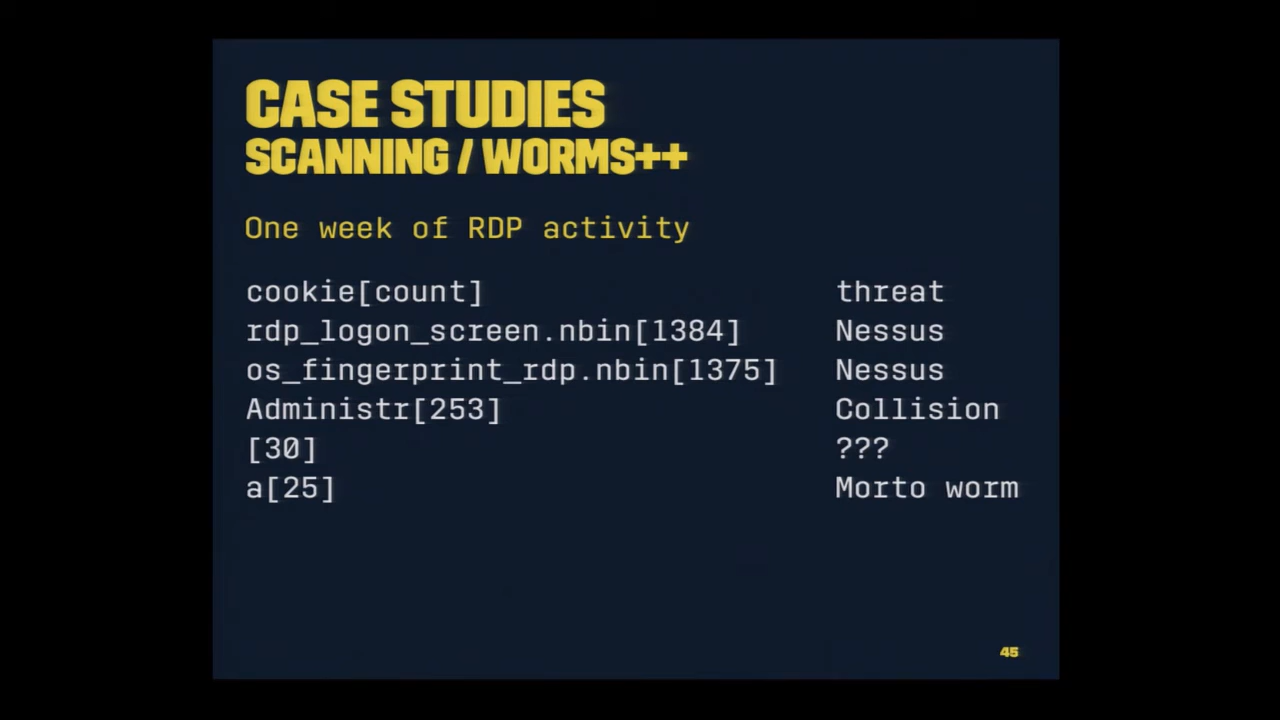 CASE STUDIES
SCANNING / WORMS++
One week of RDP activity
cookie[count] threat
rdp_logon_screen.nbin[1384] Nessus
os_fingerprint_rdp.nbin[1375] Nessus
Administr[253] Collision
[30] ???
a[25] Morto worm
45